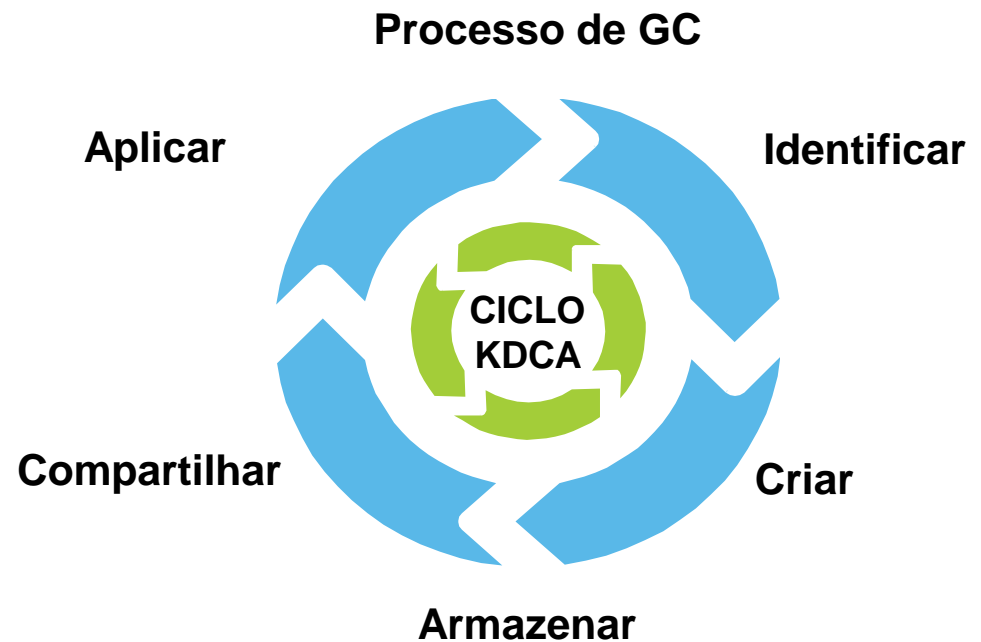 Processo de GC
Aplicar
Identificar
CICLO
KDCA
Compartilhar
Criar
Armazenar